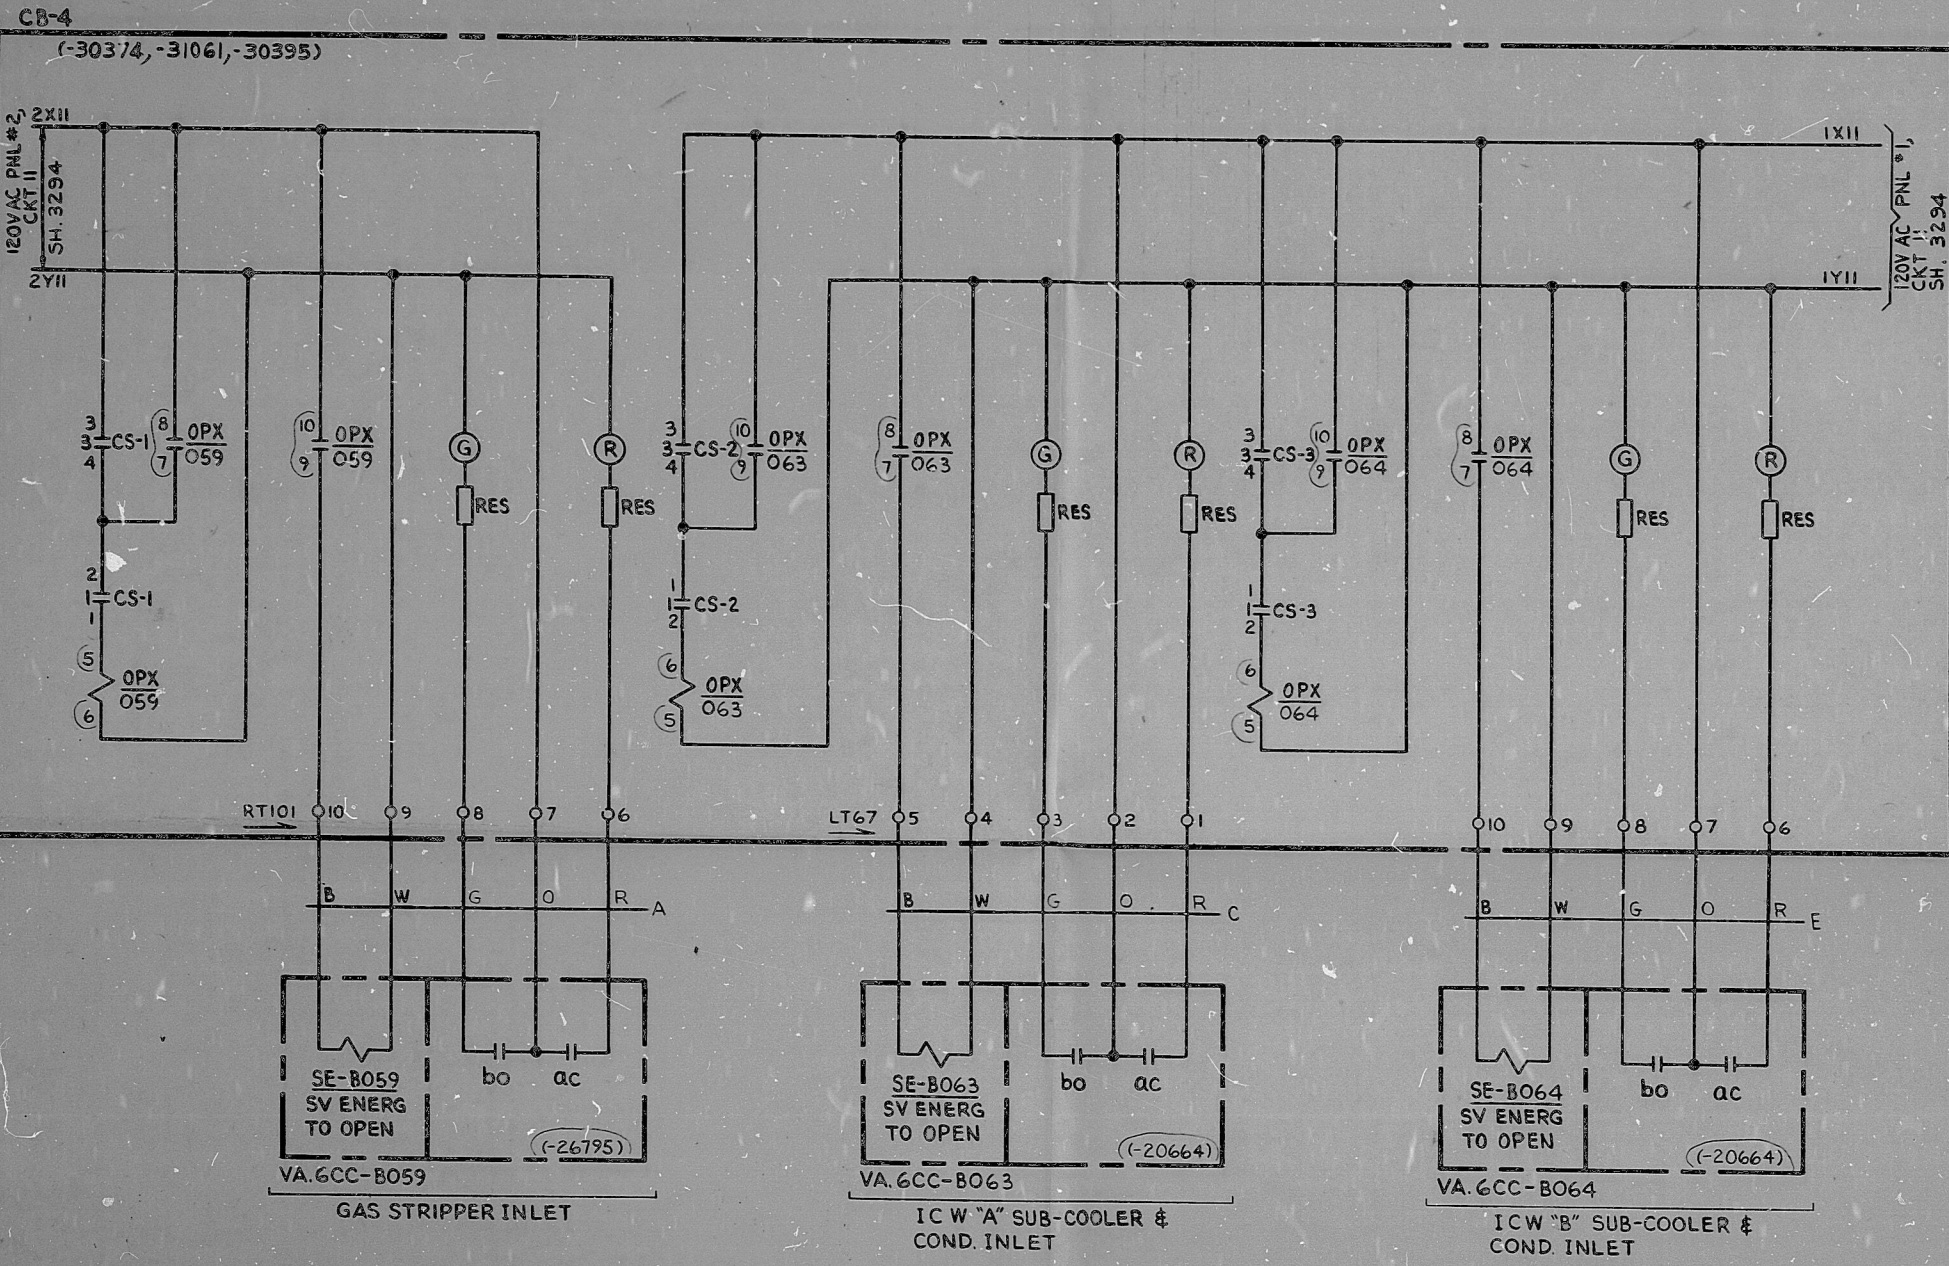 CB-4
(-30374,-31061,-30395)
2X11
120VAC PNL #2,
CKT 11
SH. 3294
2Y11
1X11
1Y11
120V AC PNL #1,
CKT 11
SH. 3294
3
3 CS-1
4
8
7
OPX
059
10
9
OPX
059
G
RES
R
RES
3
3 CS-2
4
10
9
OPX
063
8
7
OPX
063
G
RES
R
RES
3
3 CS-3
4
10
9
OPX
064
8
7
OPX
064
G
RES
R
RES
2
1 CS-1
1
5
6
OPX
059
1
1 CS-2
2
6
5
OPX
063
1
1 CS-3
2
6
5
OPX
064
RT101 10 9 8 7 6
LT67 5 4 3 2 1
10 9 8 7 6
B W G O R A
B W G O R C
B W G O R E
bo ac
SE-B059
SV ENERG
TO OPEN
(-26795)
VA.6CC-B059
GAS STRIPPER INLET
bo ac
SE-B063
SV ENERG
TO OPEN
(-20664)
VA.6CC-B063
ICW "A" SUB-COOLER &
COND. INLET
bo ac
SE-B064
SV ENERG
TO OPEN
(-20664)
VA.6CC-B064
ICW "B" SUB-COOLER &
COND. INLET